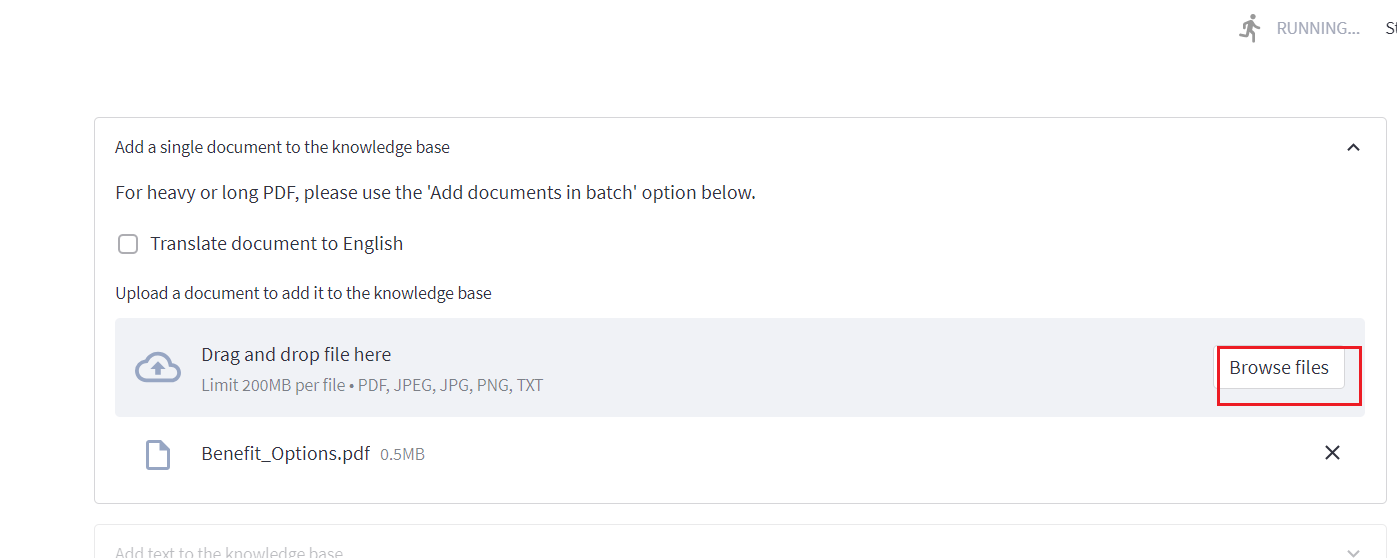 RUNNING...
Add a single document to the knowledge base
For heavy or long PDF, please use the 'Add documents in batch' option below.
Translate document to English
Upload a document to add it to the knowledge base
Drag and drop file here
Browse files
Limit 200MB per file • PDF, JPEG, JPG, PNG, TXT
Benefit_Options.pdf 0.5MB
Add text to the knowledge base